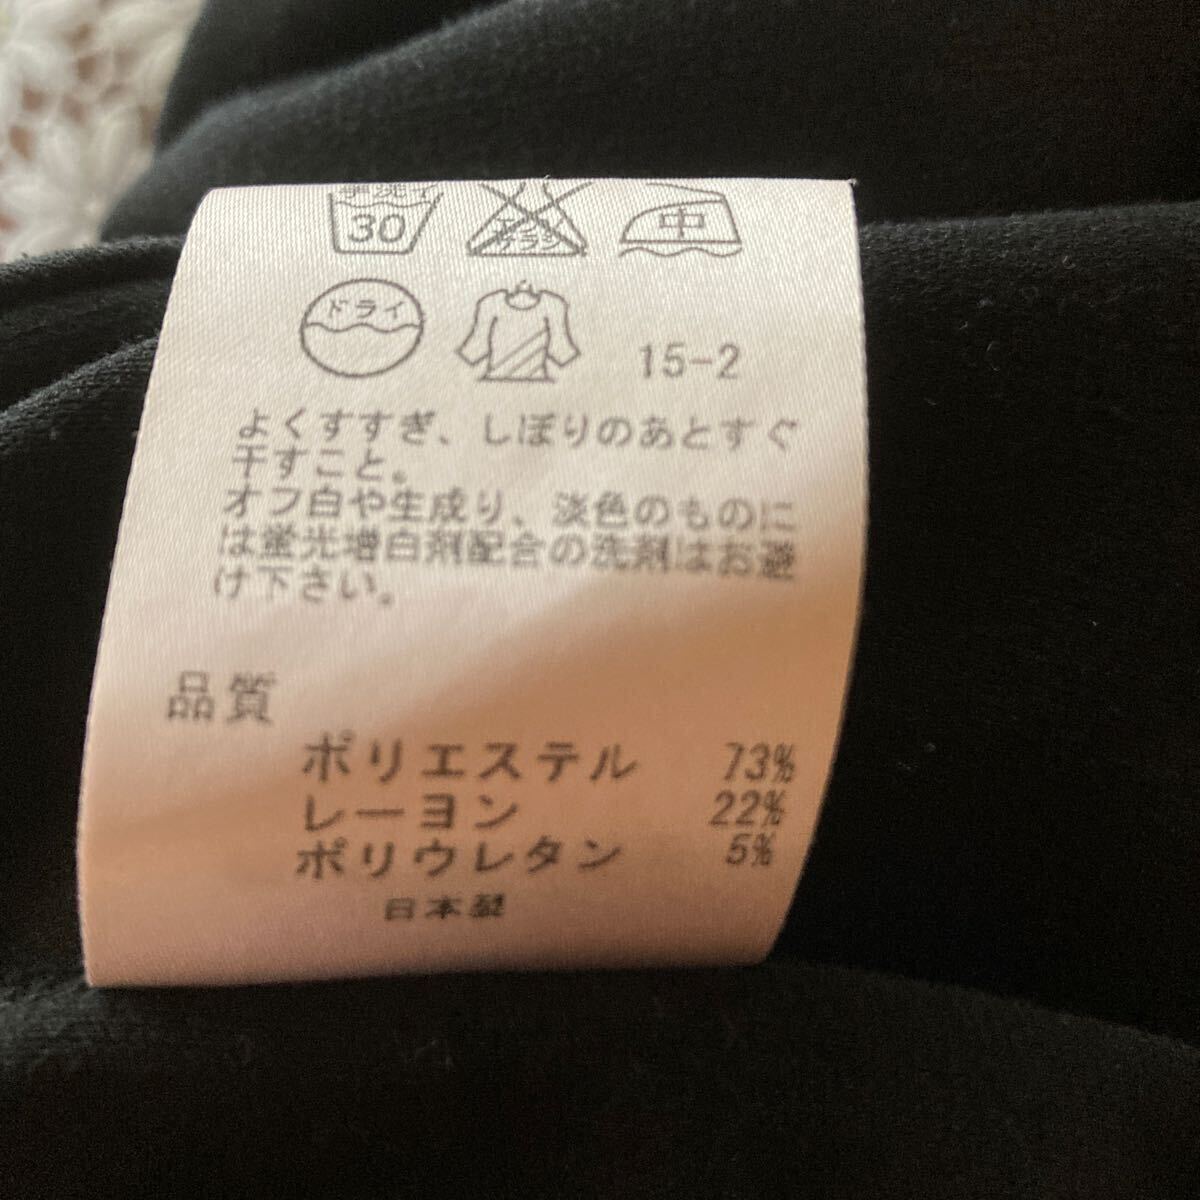 手洗イ
30
エンソ
サラシ
中
ドライ
15-2
よくすすぎ、しぼりのあとすぐ
干すこと。
オフ白や生成り、淡色のものに
は蛍光増白剤配合の洗剤はお避
け下さい。
品質
ポリエステル 73%
レーヨン 22%
ポリウレタン 5%
日本製